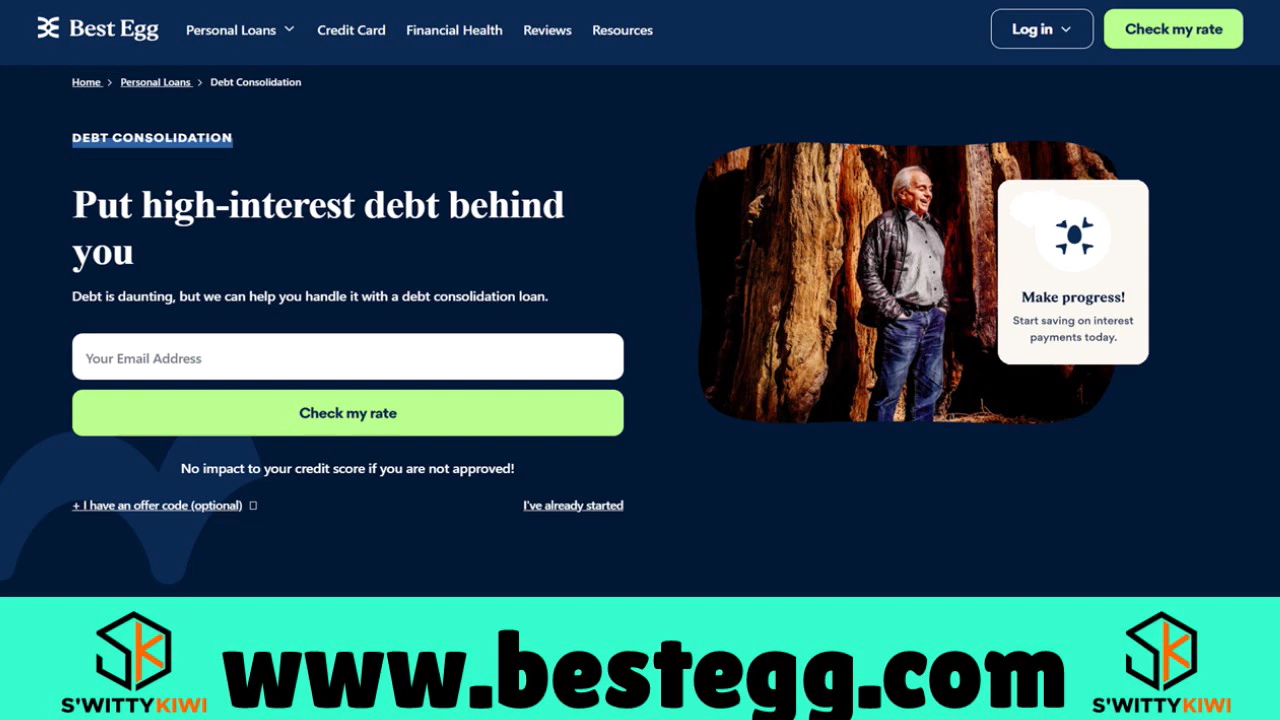 Best Egg
Personal Loans
Credit Card
Financial Health
Reviews
Resources
Log in
Check my rate
Home > Personal Loans > Debt Consolidation
DEBT CONSOLIDATION
Put high-interest debt behind
you
Debt is daunting, but we can help you handle it with a debt consolidation loan.
Your Email Address
Check my rate
No impact to your credit score if you are not approved!
+ I have an offer code (optional)
I've already started
Make progress!
Start saving on interest
payments today.
SK
S'WITTYKIWI
www.bestegg.com
SK
S'WITTYKIWI